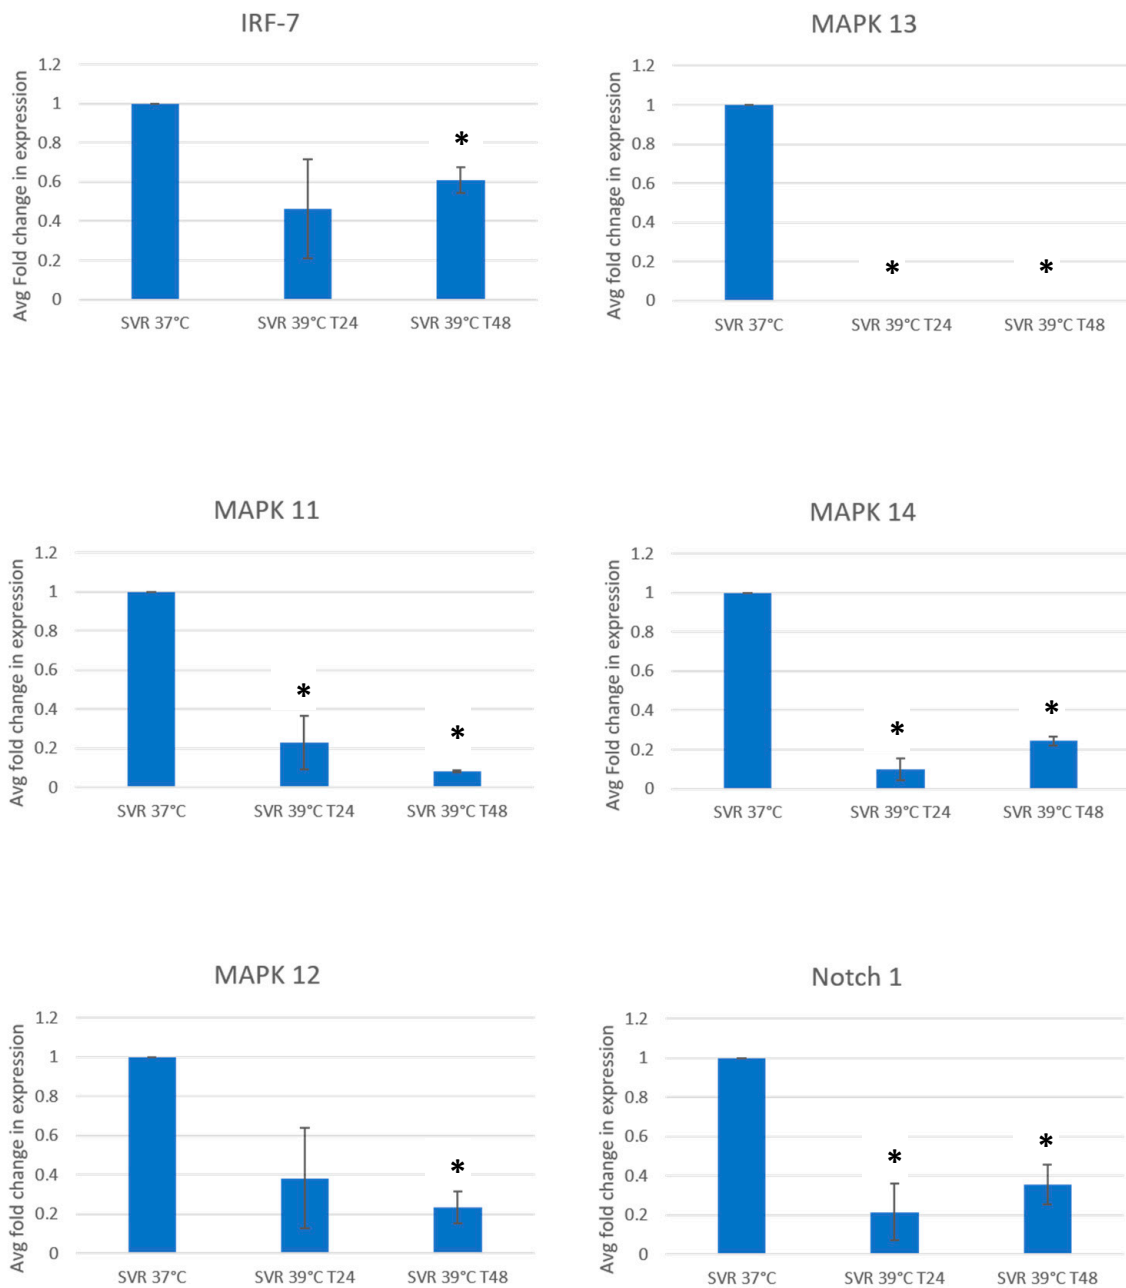 IRF-7
Avg Fold change in expression
1.2
1
0.8
0.6
0.4
0.2
0
*
SVR 37°C
SVR 39°C T24
SVR 39°C T48
MAPK 13
Avg fold chnage in expression
1.2
1
0.8
0.6
0.4
0.2
0
*
*
SVR 37°C
SVR 39°C T24
SVR 39°C T48
MAPK 11
Avg fold change in expression
1.2
1
0.8
0.6
0.4
0.2
0
*
*
SVR 37°C
SVR 39°C T24
SVR 39°C T48
MAPK 14
Avg Fold change in expression
1.2
1
0.8
0.6
0.4
0.2
0
*
*
SVR 37°C
SVR 39°C T24
SVR 39°C T48
MAPK 12
Avg fold change in expression
1.2
1
0.8
0.6
0.4
0.2
0
*
SVR 37°C
SVR 39°C T24
SVR 39°C T48
Notch 1
Avg fold change in expression
1.2
1
0.8
0.6
0.4
0.2
0
*
*
SVR 37°C
SVR 39°C T24
SVR 39°C T48